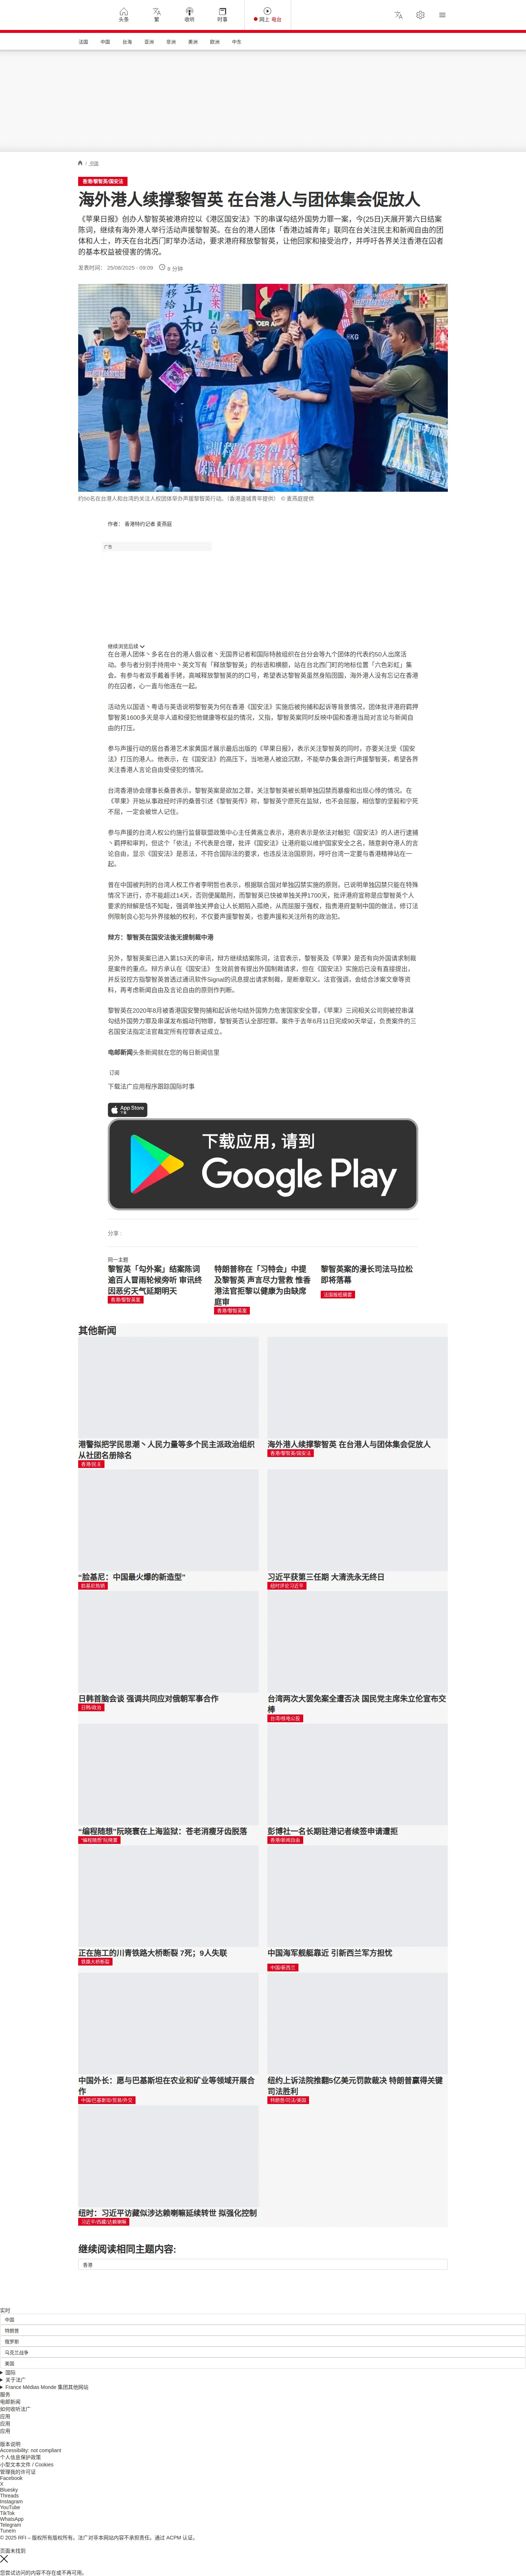 头条
繁
收听
时事
网上 电台
法国
中国
台海
亚洲
非洲
美洲
欧洲
中东
/ 中国
香港/黎智英/国安法
海外港人续撑黎智英 在台港人与团体集会促放人
《苹果日报》创办人黎智英被港府控以《港区国安法》下的串谋勾结外国势力罪一案，今(25日)天展开第六日结案
陈词，继续有海外港人举行活动声援黎智英。在台的港人团体「香港边城青年」联同在台关注民主和新闻自由的团
体和人士，昨天在台北西门町举办活动，要求港府释放黎智英，让他回家和接受治疗，并呼吁各界关注香港在囚者
的基本权益被侵害的情况。
发表时间： 25/08/2025 - 09:09
6 分钟
约50名在台港人和台湾的关注人权团体举办声援黎智英行动。（香港邊城青年提供） © 麦燕庭提供
作者： 香港特约记者 麦燕庭
广告
继续浏览后续
在台港人团体丶多名在台的港人倡议者丶无国界记者和国际特赦组织在台分会等九个团体的代表约50人出席活
动。参与者分别手持用中丶英文写有「释放黎智英」的标语和横额，站在台北西门町的地标位置「六色彩虹」集
会。有参与者双手戴着手铐，高喊释放黎智英的的口号，希望表达黎智英虽然身陷囹圄，海外港人没有忘记在香港
的在囚者，心一直与他连在一起。
活动先以国语丶粤语与英语说明黎智英为何在香港《国安法》实施后被拘捕和起诉等背景情况。团体批评港府羁押
黎智英1600多天是非人道和侵犯他健康等权益的情况，又指，黎智英案同时反映中国和香港当局对言论与新闻自
由的打压。
参与声援行动的居台香港艺术家黄国才展示最后出版的《苹果日报》，表示关注黎智英的同时，亦要关注受《国安
法》打压的港人。他表示，在《国安法》的高压下，当地港人被迫沉默，不能举办集会游行声援黎智英，希望各界
关注香港人言论自由受侵犯的情况。
台湾香港协会理事长桑普表示，黎智英案是欲加之罪，关注黎智英被长期单独囚禁而暴瘦和出现心悸的情况。在
《苹果》开始从事政经时评的桑普引述《黎智英传》称，黎智英宁愿死在监狱，也不会屈服，相信黎的坚毅和宁死
不屈，一定会被世人记住。
参与声援的台湾人权公约施行监督联盟政策中心主任黄嵩立表示，港府表示是依法对触犯《国安法》的人进行逮捕
丶羁押和审判，但这个「依法」不代表是合理，批评《国安法》让港府能以维护国家安全之名，随意剥夺港人的言
论自由，显示《国安法》是恶法，不符合国际法的要求，也违反法治国原则，呼吁台湾一定要与香港精神站在一
起。
曾在中国被判刑的台湾人权工作者李明哲也表示，根据联合国对单独囚禁实施的原则，已说明单独囚禁只能在特殊
情况下进行，亦不能超过14天，否则便属酷刑，而黎智英已快被单独关押1700天，批评港府宣称是应黎智英个人
要求的辩解是恬不知耻，强调单独关押会让人长期陷入孤绝，从而屈服于强权，指责港府复制中国的做法，修订法
例限制良心犯与外界接触的权利，不仅要声援黎智英，也要声援和关注所有的政治犯。
辩方：黎智英在国安法後无提制裁中港
另外，黎智英案已进入第153天的审讯，辩方继续结案陈词，法官表示，黎智英及《苹果》是否有向外国请求制裁
是案件的重点。辩方承认在《国安法》 生效前曾有提出外国制裁请求，但在《国安法》实施后已没有直接提出，
并反驳控方指黎智英曾透过通讯软件Signal的讯息提出请求制裁，是断章取义。法官强调，会结合涉案文章等资
料，再考虑新闻自由及言论自由的原则作判断。
黎智英在2020年8月被香港国安警拘捕和起诉他勾结外国势力危害国家安全罪，《苹果》三间相关公司则被控串谋
勾结外国势力罪及串谋发布煽动刊物罪，黎智英否认全部控罪。案件于去年6月11日完成90天举证，负责案件的三
名国安法指定法官裁定所有控罪表证成立。
电邮新闻头条新闻就在您的每日新闻信里
订阅
下载法广应用程序跟踪国际时事
App Store
下载应用，请到
Google Play
分享 :
同一主题
黎智英「勾外案」结案陈词 逾百人冒雨轮候旁听 审讯终因恶劣天气延期明天
香港/黎智英案
特朗普称在「习特会」中提及黎智英 声言尽力营救 惟香港法官拒黎以健康为由缺席庭审
香港/黎智英案
黎智英案的漫长司法马拉松即将落幕
法国报纸摘要
其他新闻
港警拟把学民思潮丶人民力量等多个民主派政治组织从社团名册除名
香港/民主
海外港人续撑黎智英 在台港人与团体集会促放人
香港/黎智英/国安法
“脸基尼：中国最火爆的新造型”
脸基尼热销
习近平获第三任期 大清洗永无终日
纽时评论习近平
日韩首脑会谈 强调共同应对俄朝军事合作
日韩/政治
台湾两次大罢免案全遭否决 国民党主席朱立伦宣布交棒
台湾/核电公投
“编程随想”阮晓寰在上海监狱：苍老消瘦牙齿脱落
“编程随想”阮晓寰
彭博社一名长期驻港记者续签申请遭拒
香港/新闻自由
正在施工的川青铁路大桥断裂 7死；9人失联
铁路大桥断裂
中国海军舰艇靠近 引新西兰军方担忧
中国/新西兰
中国外长：愿与巴基斯坦在农业和矿业等领域开展合作
中国/巴基斯坦/贸易/外交
纽约上诉法院推翻5亿美元罚款裁决 特朗普赢得关键司法胜利
特朗普/司法/美国
纽时：习近平访藏似涉达赖喇嘛延续转世 拟强化控制
习近平/西藏/达赖喇嘛
继续阅读相同主题内容:
香港
实时
中国
特朗普
俄罗斯
乌克兰战争
美国
国际
关于法广
France Médias Monde 集团其他网站
服务
电邮新闻
如何收听法广
应用
应用
应用
版本说明
Accessibility: not compliant
个人信息保护政策
小型文本文件 / Cookies
管理我的许可证
Facebook
X
Bluesky
Threads
Instagram
YouTube
TikTok
WhatsApp
Telegram
TuneIn
© 2025 RFI – 版权所有版权所有。法广对非本网站内容不承担责任。通过 ACPM 认证。
页面未找到
您尝试访问的内容不存在或不再可用。